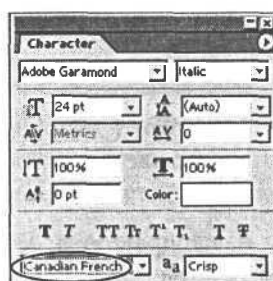 Character
Adobe Garamond Italic
24 pt (Auto)
Metrics 0
100% 100%
0 pt Color:
T T TT Tr T¹ T, T T
Canadian French aa Crisp